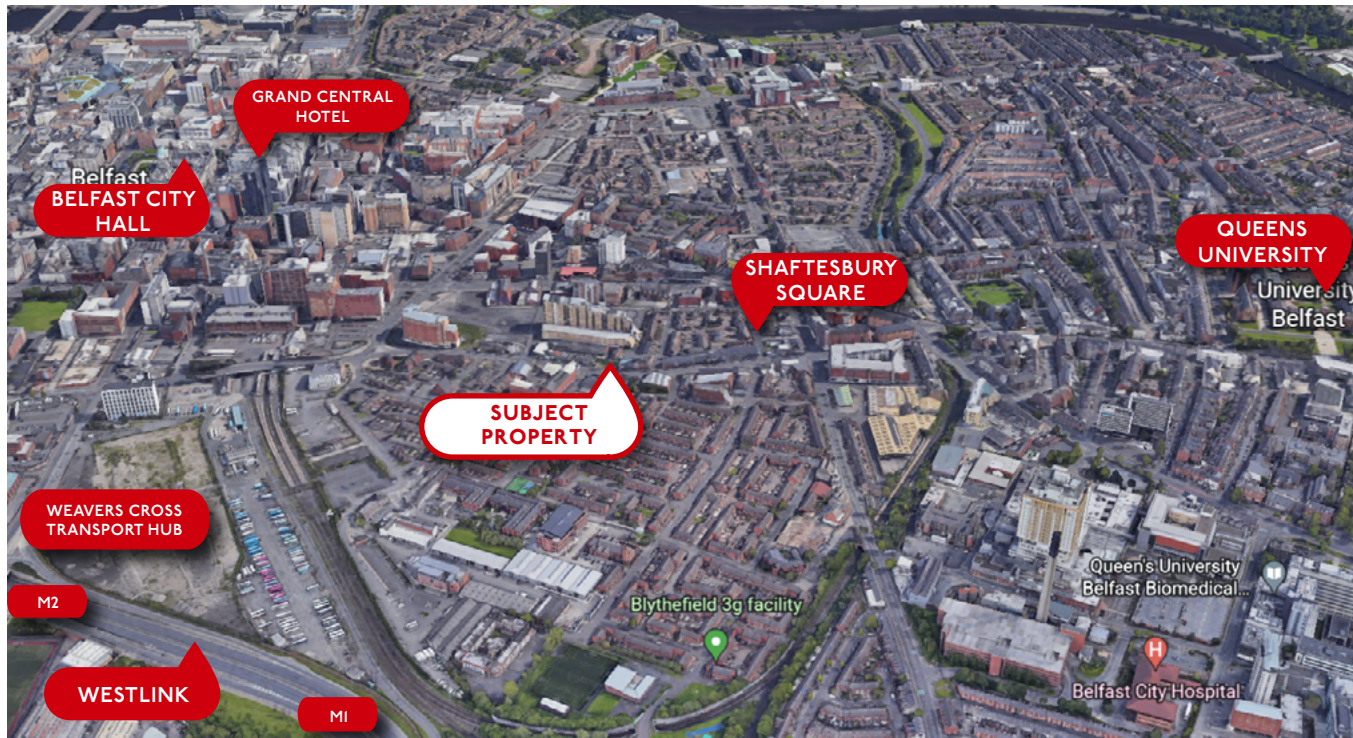 GRAND CENTRAL
HOTEL
Belfast
BELFAST CITY
HALL
QUEENS
UNIVERSITY
SHAFTESBURY
SQUARE
University
Belfast
SUBJECT
PROPERTY
WEAVERS CROSS
TRANSPORT HUB
Queen's University
Belfast Biomedical...
M2
Blythefield 3g facility
H
WESTLINK
Belfast City Hospital
M1